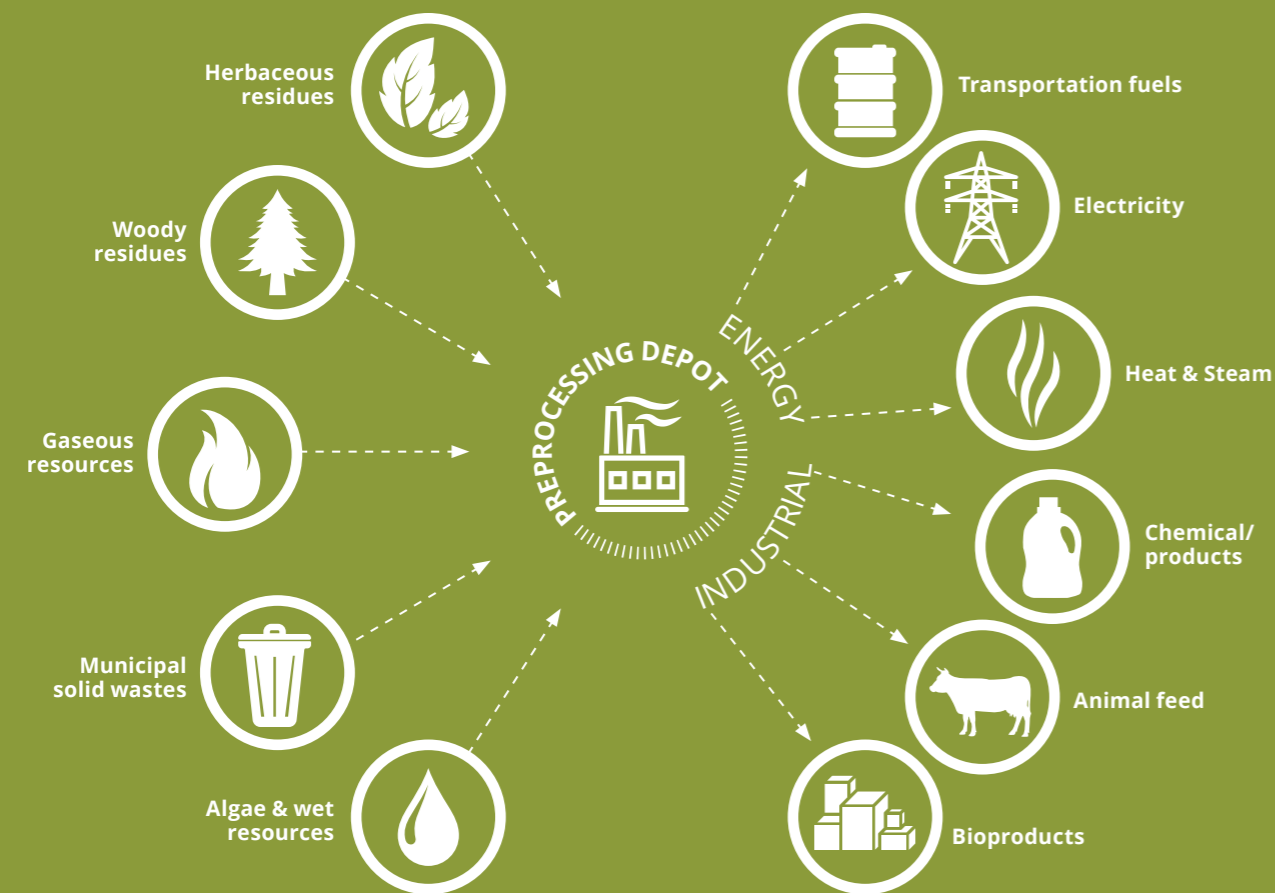 Herbaceous
residues
Woody
residues
Gaseous
resources
Municipal
solid wastes
Algae & wet
resources
PREPROCESSING DEPOT
ENERGY
INDUSTRIAL
Transportation fuels
Electricity
Heat & Steam
Chemical/
products
Animal feed
Bioproducts